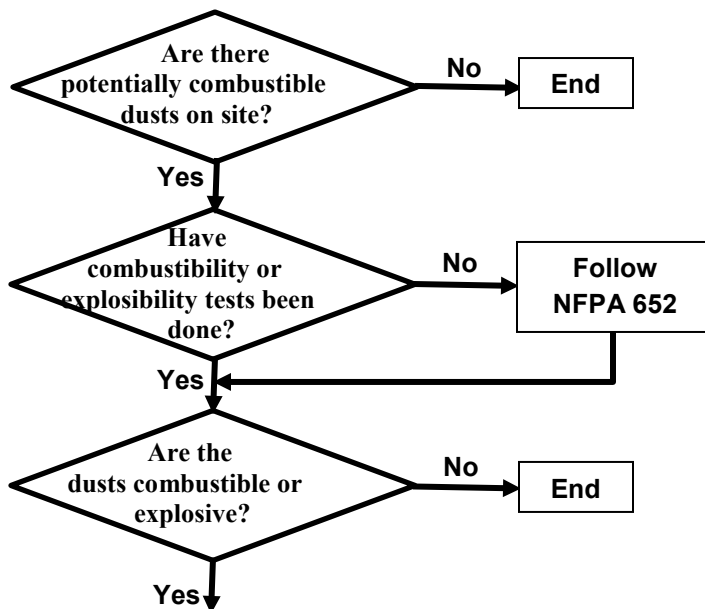 Are there
potentially combustible
dusts on site?
No
End
Yes
Have
combustibility or
explosibility tests been
done?
No
Follow
NFPA 652
Yes
Are the
dusts combustible or
explosive?
No
End
Yes